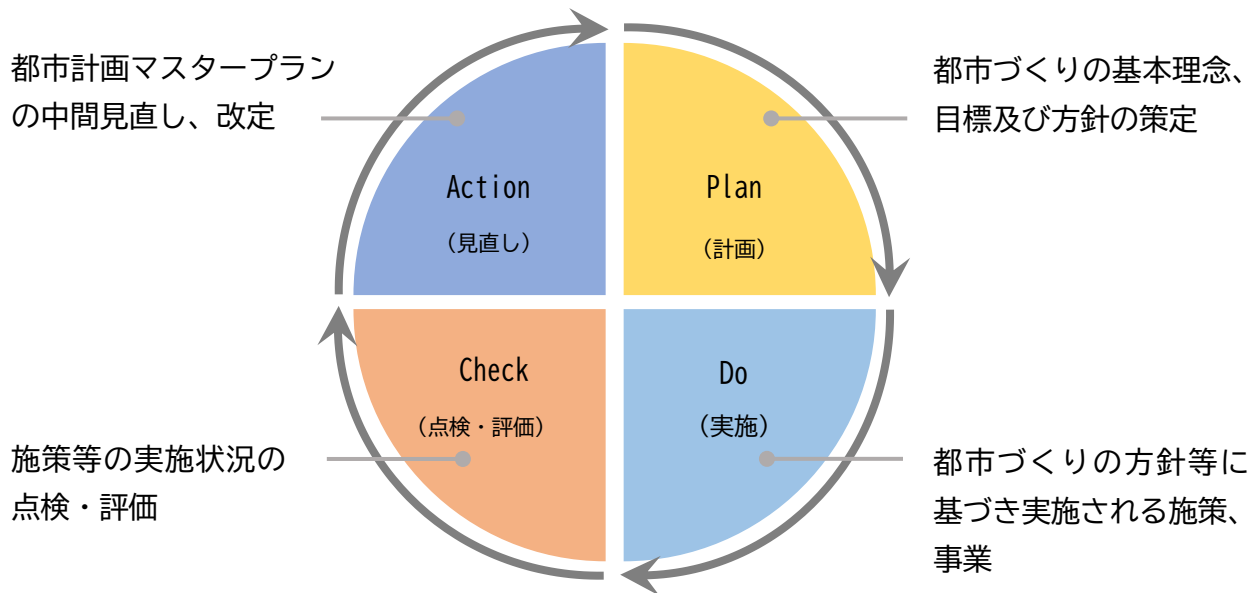 都市計画マスタープラン
の中間見直し、改定
Action
（見直し）
Plan
（計画）
都市づくりの基本理念、
目標及び方針の策定
施策等の実施状況の
点検・評価
Check
（点検・評価）
Do
（実施）
都市づくりの方針等に
基づき実施される施策、
事業